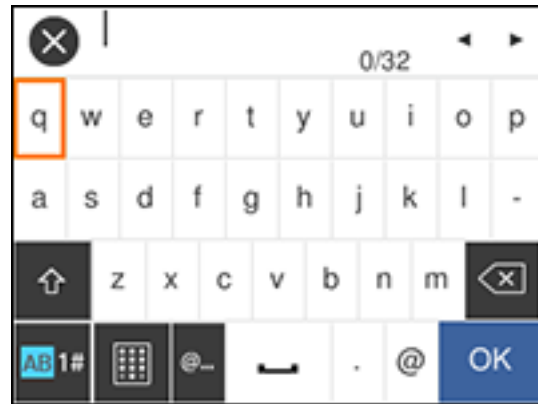 0/32
q w e r t y u i o p
a s d f g h j k l -
z x c v b n m
AB 1# @... . @ OK